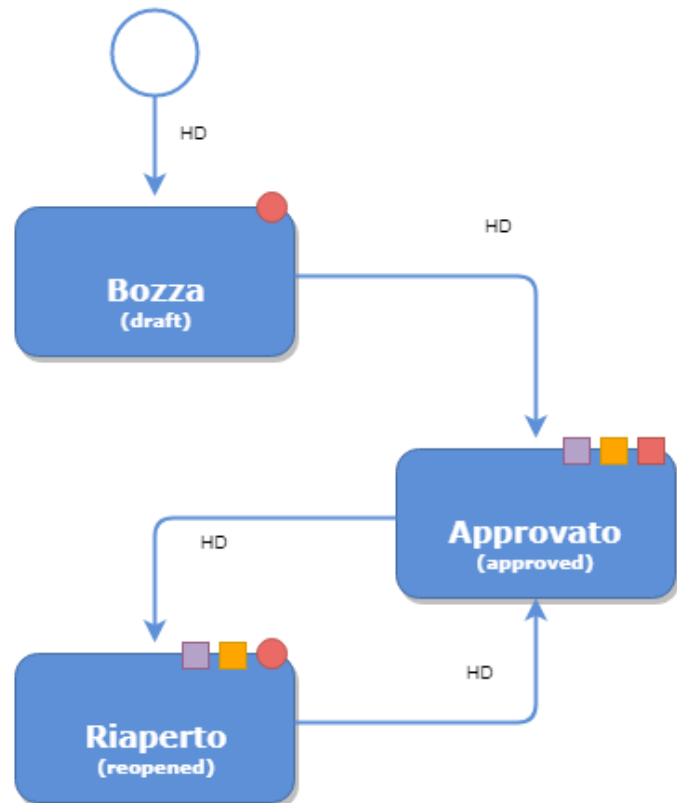 HD
HD
Bozza
(draft)
Approvato
(approved)
HD
HD
Riaperto
(reopened)